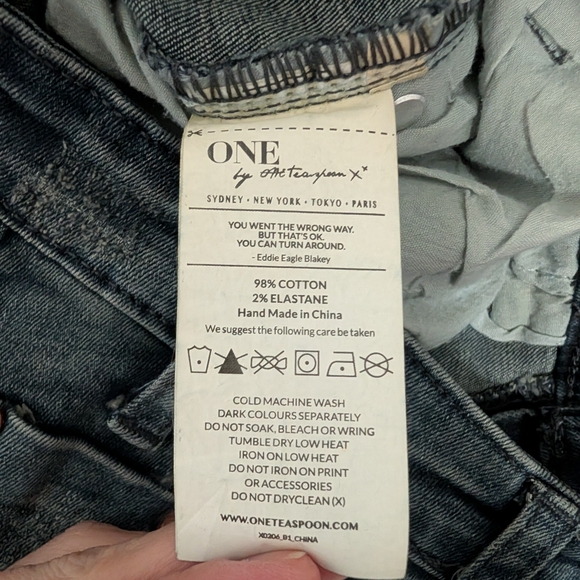 ONE
by one teaspoon X
SYDNEY • NEW YORK • TOKYO • PARIS
YOU WENT THE WRONG WAY.
BUT THAT'S OK.
YOU CAN TURN AROUND.
- Eddie Eagle Blakey
98% COTTON
2% ELASTANE
Hand Made in China
We suggest the following care be taken
COLD MACHINE WASH
DARK COLOURS SEPARATELY
DO NOT SOAK, BLEACH OR WRING
TUMBLE DRY LOW HEAT
IRON ON LOW HEAT
DO NOT IRON ON PRINT
OR ACCESSORIES
DO NOT DRYCLEAN (X)
WWW.ONETEASPOON.COM
X0206_B1_CHINA